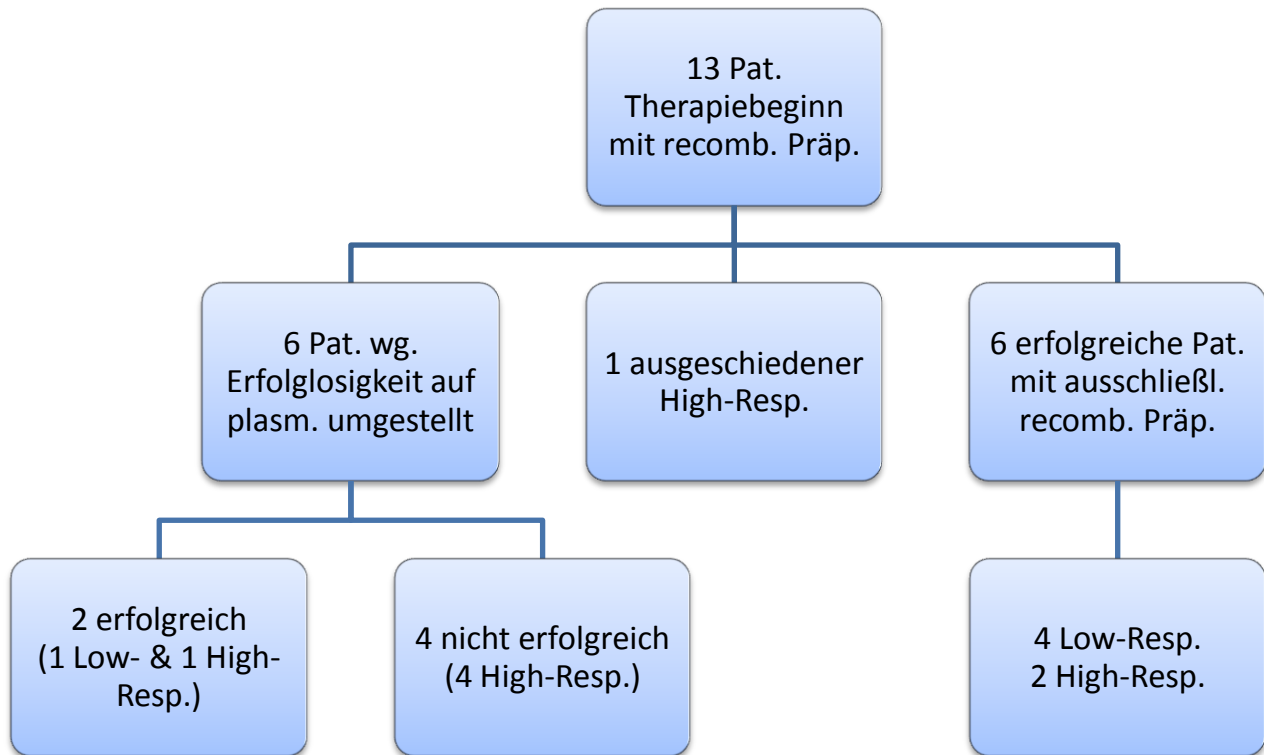 13 Pat.
Therapiebeginn
mit recomb. Präp.
6 Pat. wg.
Erfolglosigkeit auf
plasm. umgestellt
1 ausgeschiedener
High-Resp.
6 erfolgreiche Pat.
mit ausschließl.
recomb. Präp.
2 erfolgreich
(1 Low- & 1 High-
Resp.)
4 nicht erfolgreich
(4 High-Resp.)
4 Low-Resp.
2 High-Resp.